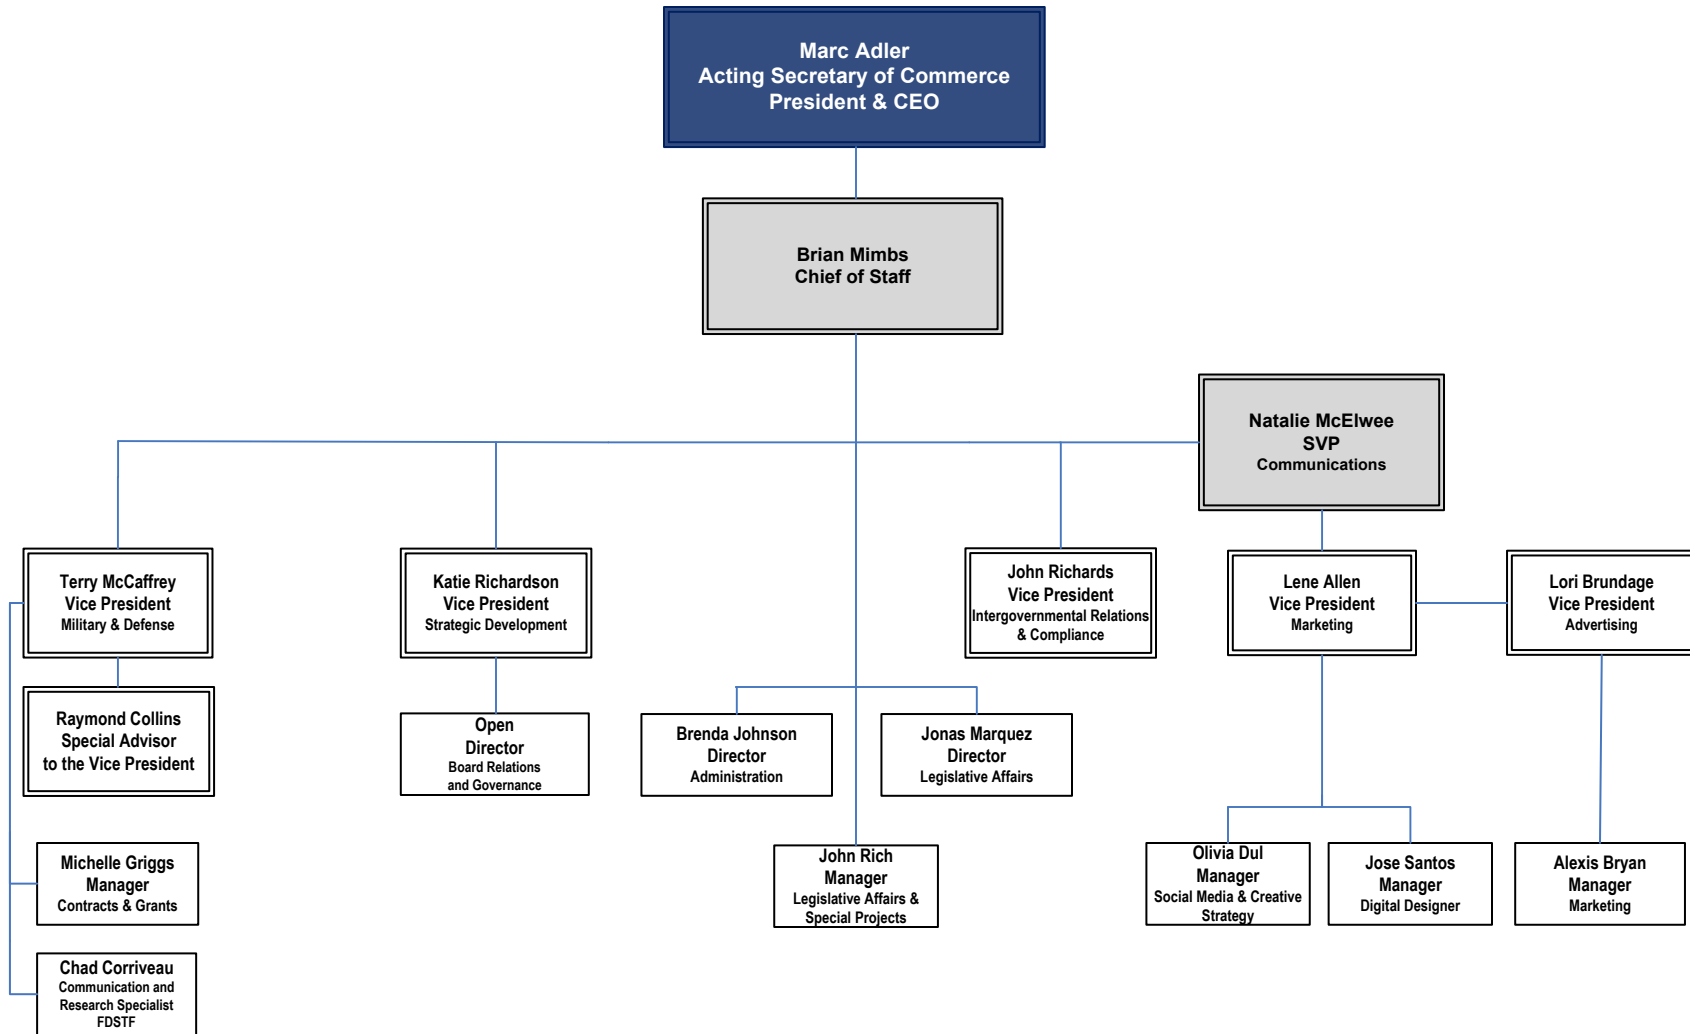 Marc Adler
Acting Secretary of Commerce
President & CEO
Brian Mimbs
Chief of Staff
Natalie McElwee
SVP
Communications
Terry McCaffrey
Vice President
Military & Defense
Katie Richardson
Vice President
Strategic Development
John Richards
Vice President
Intergovernmental Relations
& Compliance
Lene Allen
Vice President
Marketing
Lori Brundage
Vice President
Advertising
Raymond Collins
Special Advisor
to the Vice President
Open
Director
Board Relations
and Governance
Brenda Johnson
Director
Administration
Jonas Marquez
Director
Legislative Affairs
Michelle Griggs
Manager
Contracts & Grants
John Rich
Manager
Legislative Affairs &
Special Projects
Olivia Dul
Manager
Social Media & Creative
Strategy
Jose Santos
Manager
Digital Designer
Alexis Bryan
Manager
Marketing
Chad Corriveau
Communication and
Research Specialist
FDSTF